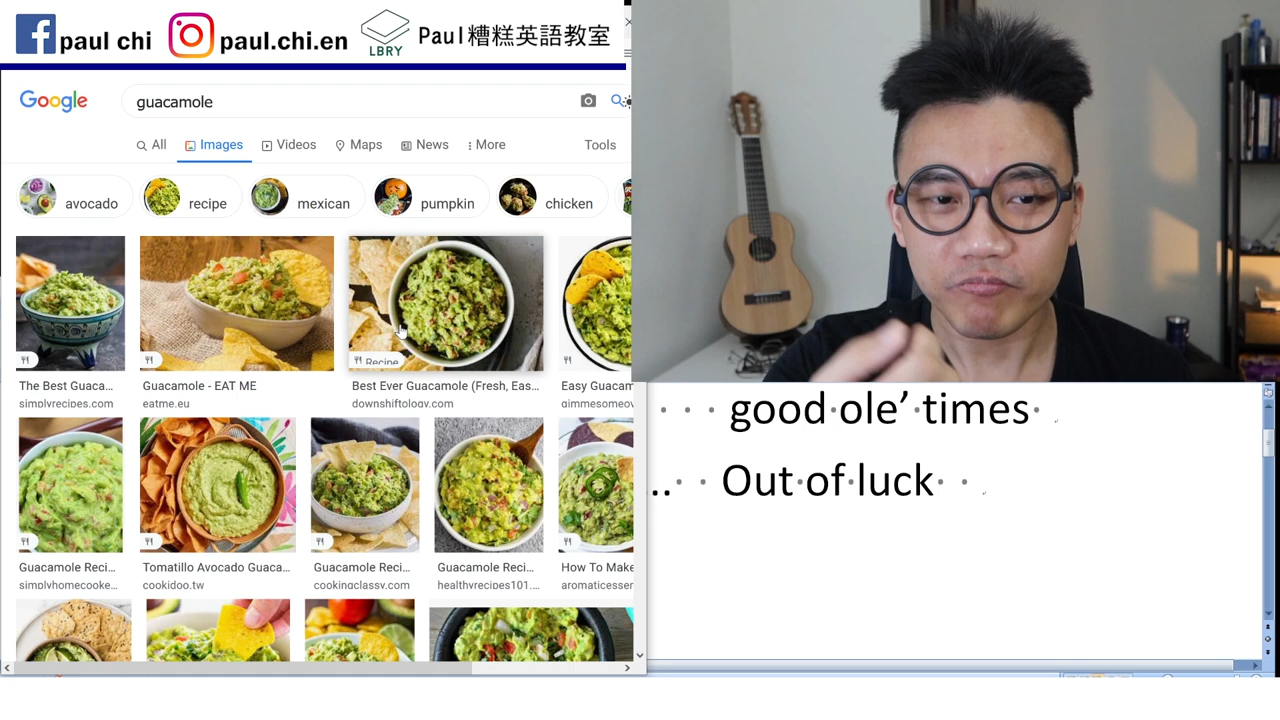 paul chi
paul.chi.en
LBRY
Paul糟糕英語教室
Google
guacamole
All
Images
Videos
Maps
News
More
Tools
avocado
recipe
mexican
pumpkin
chicken
Recipe
The Best Guaca...
Guacamole - EAT ME
Best Ever Guacamole (Fresh, Eas...
Easy Guacam
simplyrecipes.com
eatme.eu
downshiftology.com
gimmesomeov
Guacamole Reci...
Tomatillo Avocado Guaca...
Guacamole Reci...
Guacamole Reci...
How To Make
simplyhomecooke...
cookidoo.tw
cookingclassy.com
healthyrecipes101....
aromaticessen
good ole’ times
.. Out of luck